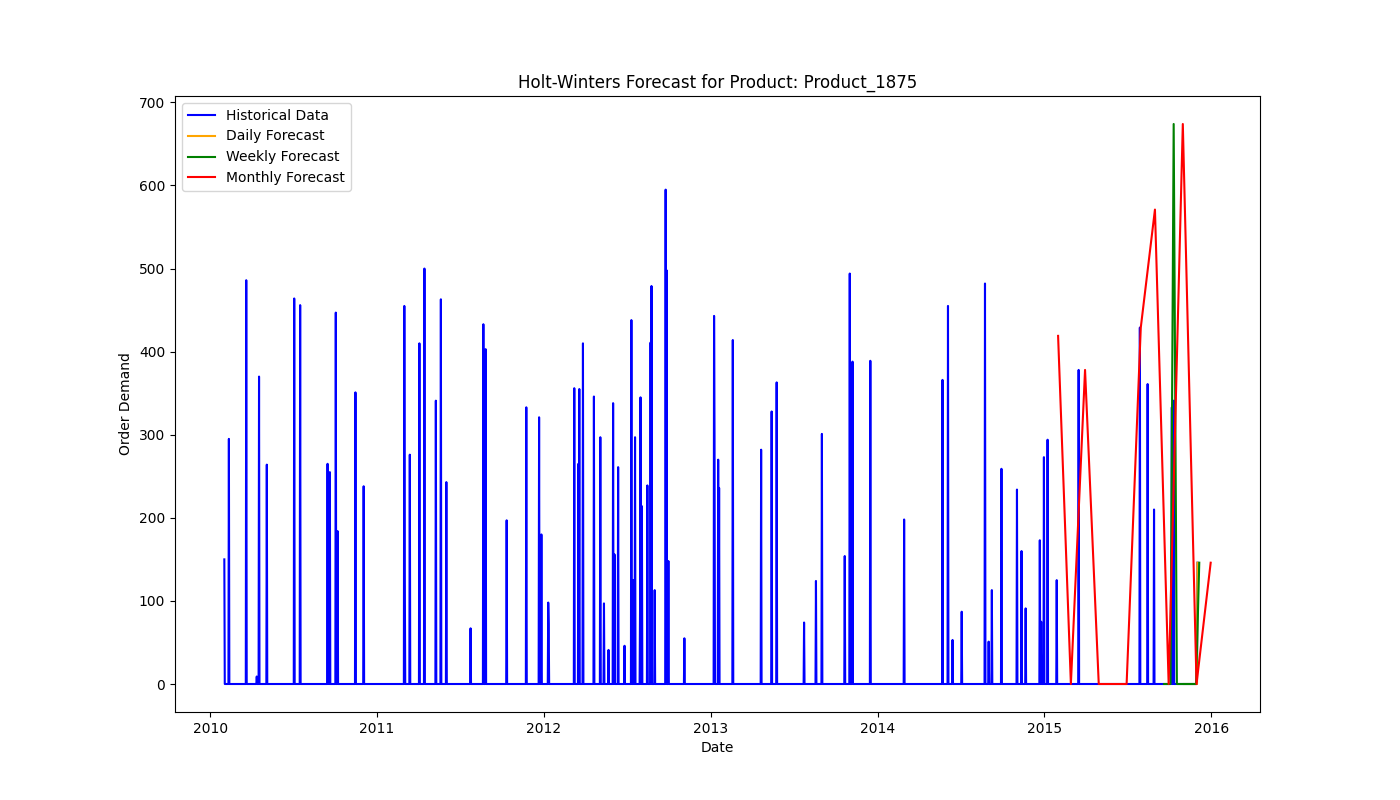 Holt-Winters Forecast for Product: Product_1875
700
600
500
400
300
200
100
0
Order Demand
Historical Data
Daily Forecast
Weekly Forecast
Monthly Forecast
2010 2011 2012 2013 2014 2015 2016
Date